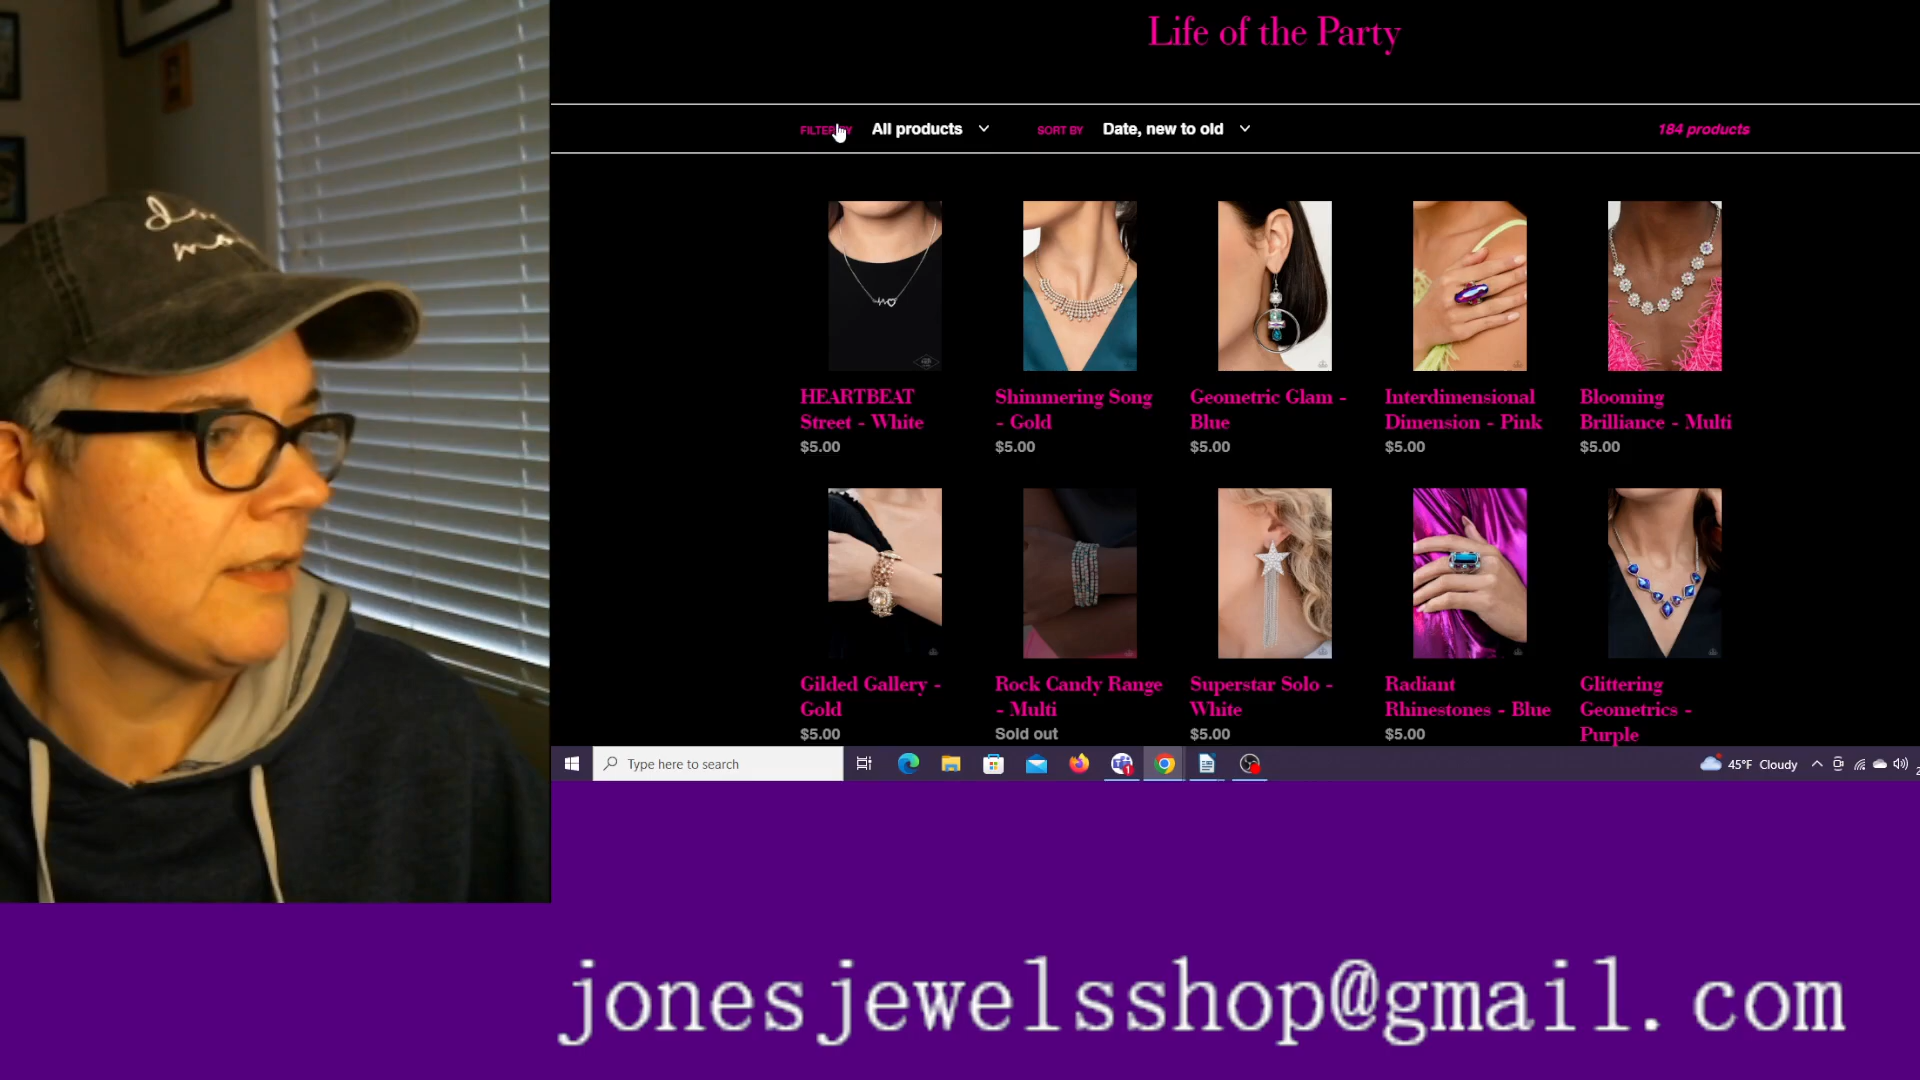 Life of the Party
FILTER BY All products SORT BY Date, new to old 184 products
HEARTBEAT Street - White
$5.00
Shimmering Song - Gold
$5.00
Geometric Glam - Blue
$5.00
Interdimensional Dimension - Pink
$5.00
Blooming Brilliance - Multi
$5.00
Gilded Gallery - Gold
$5.00
Rock Candy Range - Multi
Sold out
Superstar Solo - White
$5.00
Radiant Rhinestones - Blue
$5.00
Glittering Geometrics - Purple
Type here to search
45°F Cloudy
jonesjewelsshop@gmail.com